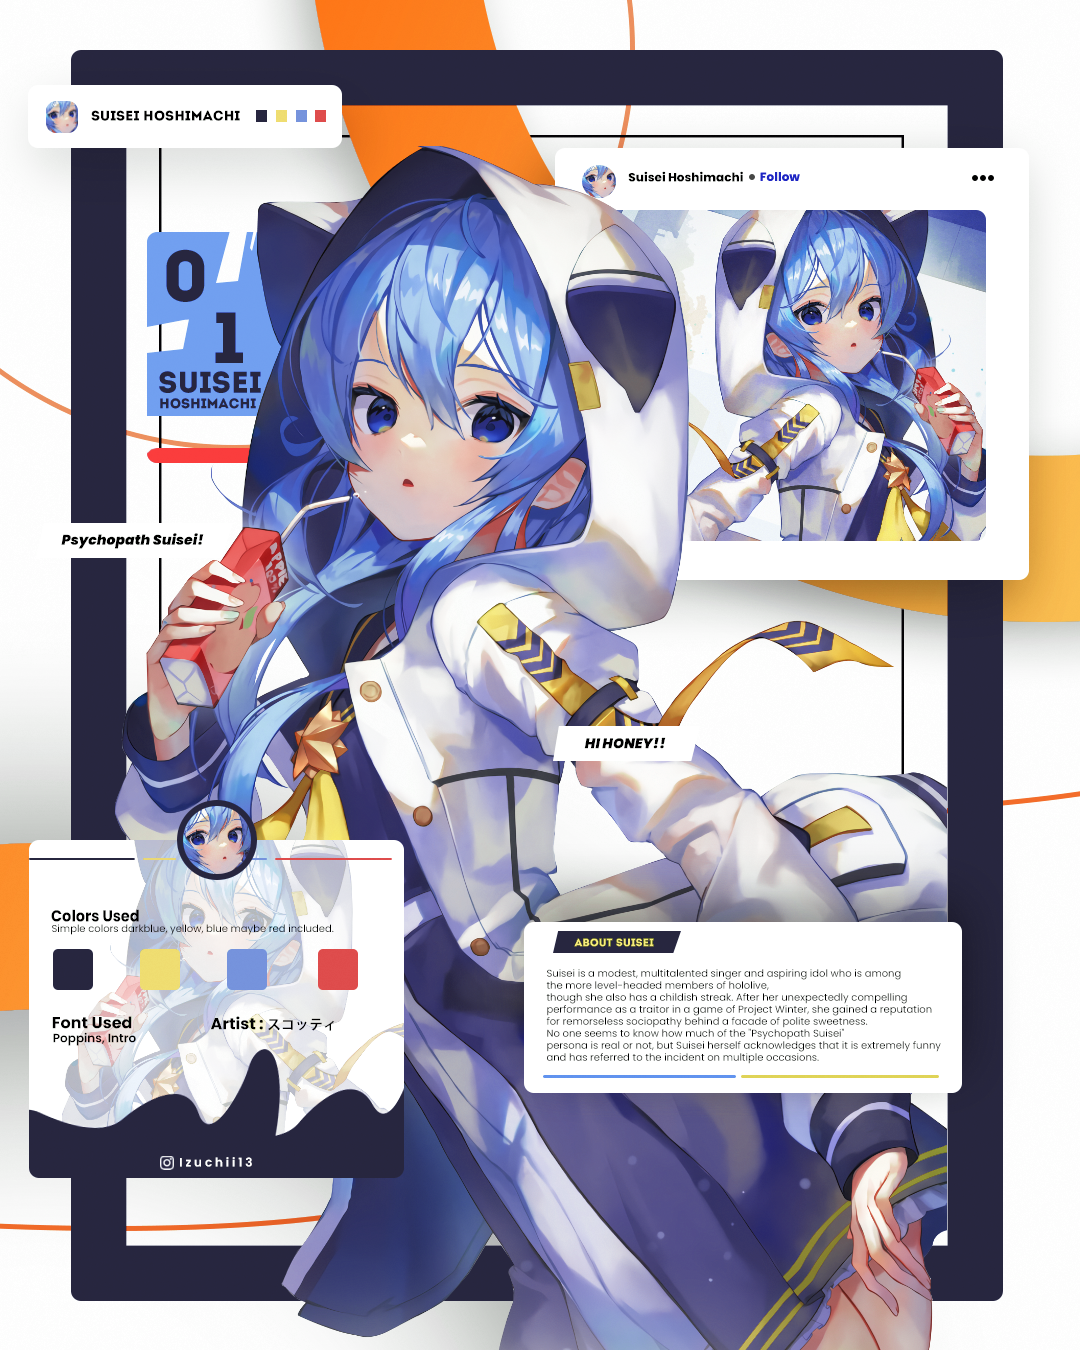 SUISEI HOSHIMACHI
Suisei Hoshimachi • Follow
0
1
SUISEI
HOSHIMACHI
Psychopath Suisei!
APPLE
HI HONEY!!
Colors Used
Simple colors darkblue, yellow, blue maybe red included.
Font Used
Poppins, Intro
Artist : スコッティ
Izuchii13
ABOUT SUISEI
Suisei is a modest, multitalented singer and aspiring idol who is among
the more level-headed members of hololive,
though she also has a childish streak. After her unexpectedly compelling
performance as a traitor in a game of Project Winter, she gained a reputation
for remorseless sociopathy behind a facade of polite sweetness.
No one seems to know how much of the "Psychopath Suisei"
persona is real or not, but Suisei herself acknowledges that it is extremely funny
and has referred to the incident on multiple occasions.